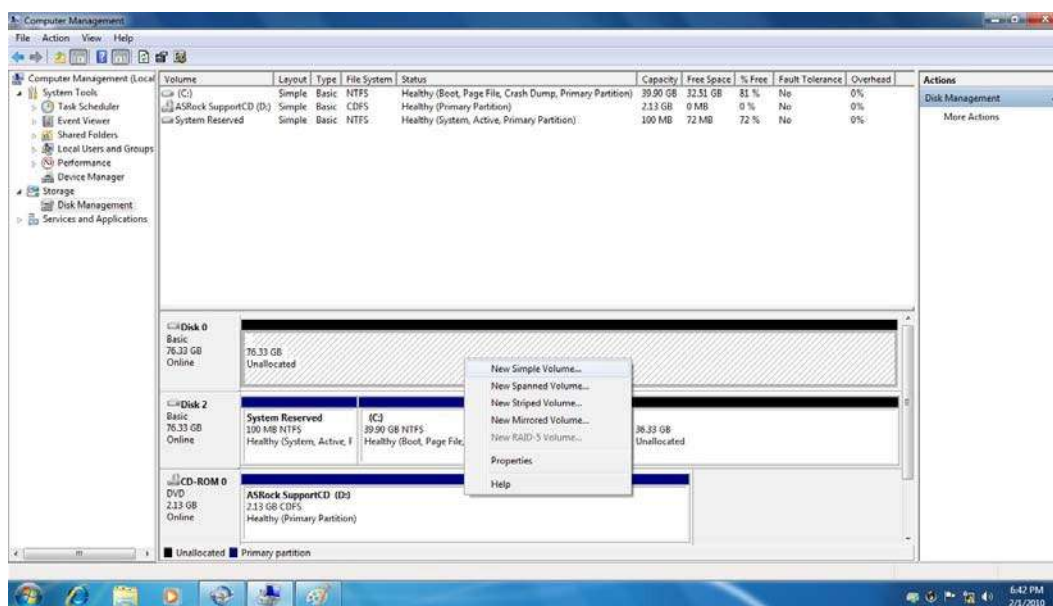 Computer Management
File Action View Help
Computer Management (Local
System Tools
Task Scheduler
Event Viewer
Shared Folders
Local Users and Groups
Performance
Device Manager
Storage
Disk Management
Services and Applications
Volume Layout Type File System Status Capacity Free Space % Free Fault Tolerance Overhead
(C:) Simple Basic NTFS Healthy (Boot, Page File, Crash Dump, Primary Partition) 39.90 GB 32.51 GB 81 % No 0%
ASRock SupportCD (D:) Simple Basic CDFS Healthy (Primary Partition) 2.13 GB 0 MB 0 % No 0%
System Reserved Simple Basic NTFS Healthy (System, Active, Primary Partition) 100 MB 72 MB 72 % No 0%
Actions
Disk Management
More Actions
Disk 0
Basic
76.33 GB
Online
76.33 GB
Unallocated
New Simple Volume...
New Spanned Volume...
New Striped Volume...
New Mirrored Volume...
New RAID-5 Volume...
Properties
Help
Disk 2
Basic
76.33 GB
Online
System Reserved
100 MB NTFS
Healthy (System, Active, F
(C:)
39.90 GB NTFS
Healthy (Boot, Page File,
36.33 GB
Unallocated
CD-ROM 0
DVD
2.13 GB
Online
ASRock SupportCD (D:)
2.13 GB CDFS
Healthy (Primary Partition)
Unallocated Primary partition
6:42 PM
2/1/2010